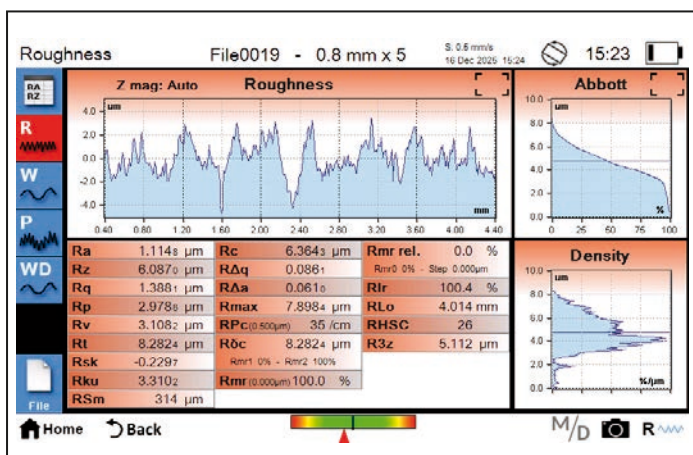 Roughness File0019 - 0.8 mm x 5 S. 0.5 mm/s 15:23
16 Dec 2025 15:24
RA
RZ
R
W
P
WD
File
Z mag: Auto Roughness
µm
4.0
2.0
0.0
-2.0
-4.0
mm
0.40 0.80 1.20 1.60 2.00 2.40 2.80 3.20 3.60 4.00 4.40
Abbott
10.0 µm
8.0
6.0
4.0
2.0
0.0 %
0 25 50 75 100
Ra 1.1148 µm Rc 6.3643 µm Rmr rel. 0.0 %
Rz 6.0870 µm RΔq 0.0861 Rmr0 0% - Step 0.000µm
Rq 1.3881 µm RΔa 0.0610 Rlr 100.4 %
Rp 2.9788 µm Rmax 7.8984 µm RLo 4.014 mm
Rv 3.1082 µm RPc(0.500µm) 35 /cm RHSC 26
Rt 8.2824 µm Rδc 8.2824 µm R3z 5.112 µm
Rsk -0.2297 Rmr1 0% - Rmr2 100%
Rku 3.3102 Rmr(0.000µm) 100.0 %
RSm 314 µm
Density
10.0 µm
8.0
6.0
4.0
2.0
0.0 %/µm
Home Back M/D R